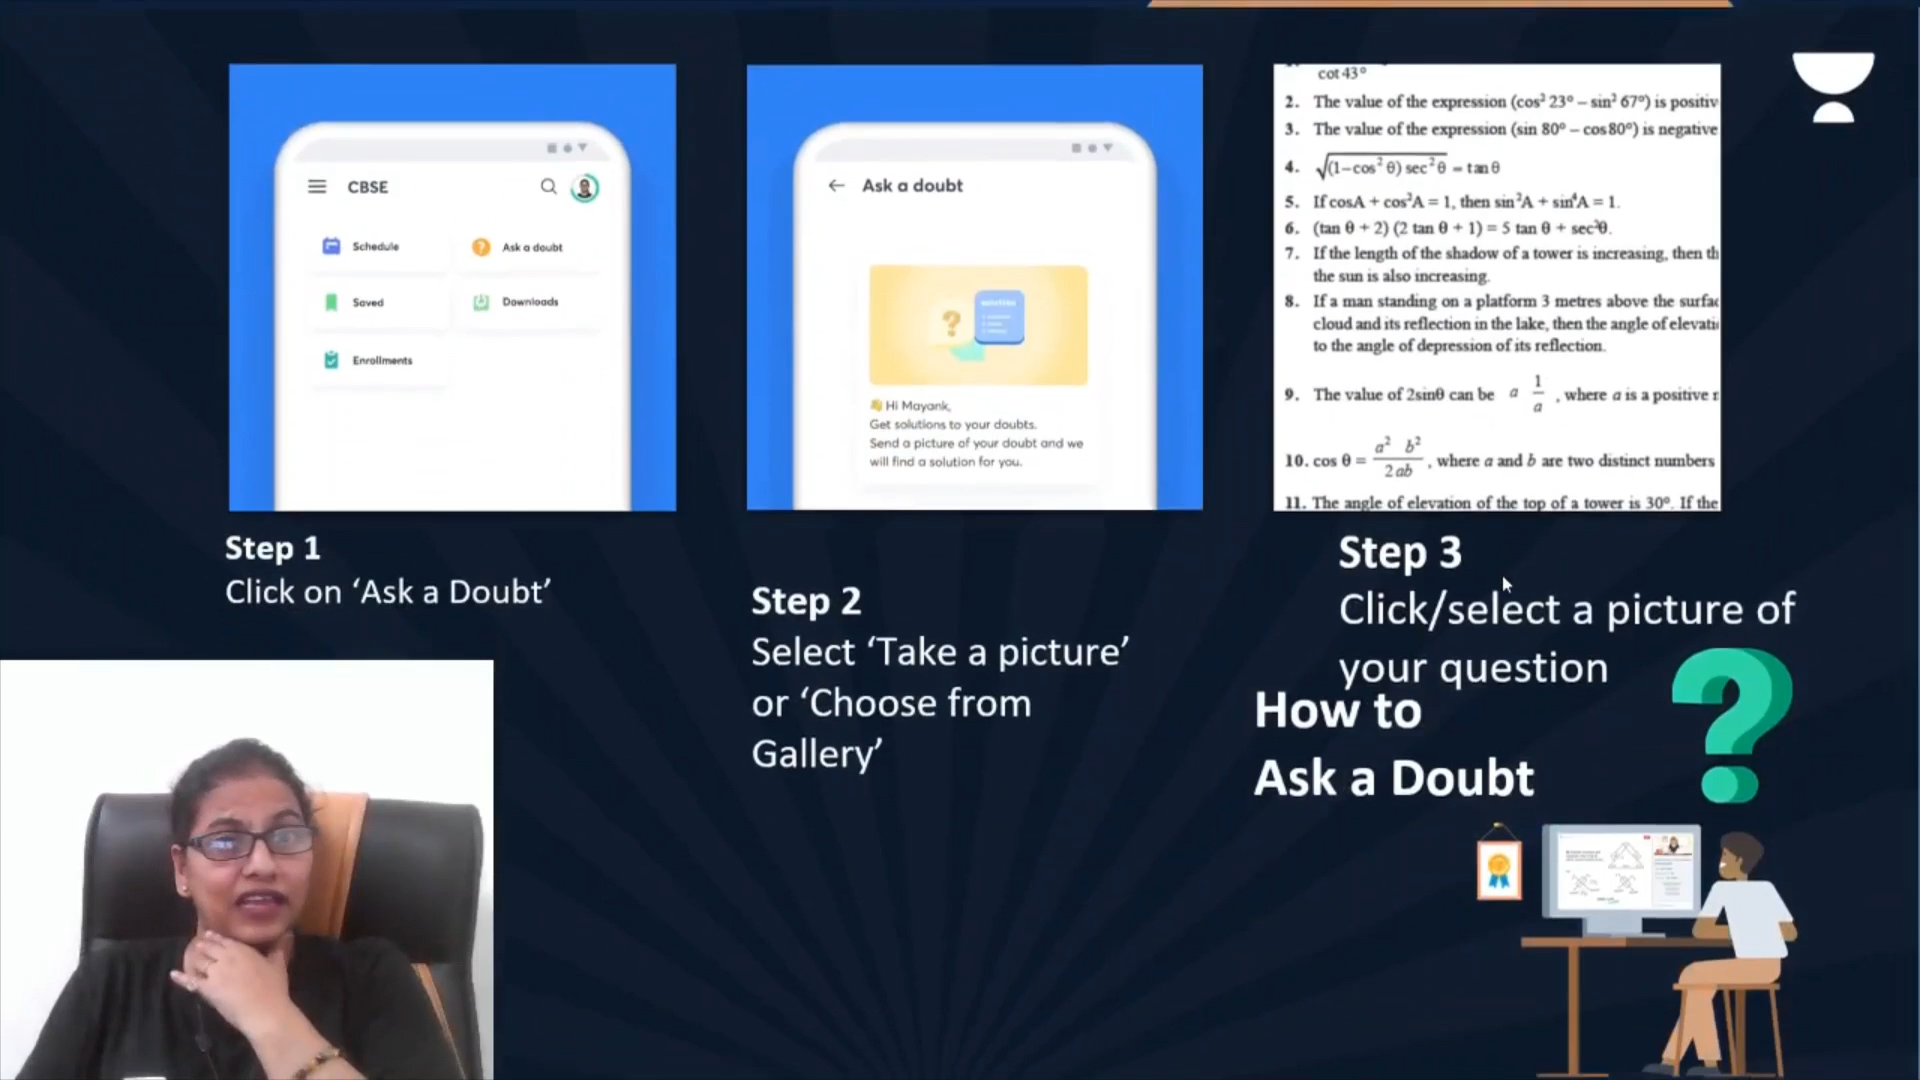 CBSE
Schedule
Ask a doubt
Saved
Downloads
Enrollments
Step 1
Click on ‘Ask a Doubt’
Ask a doubt
Hi Mayank,
Get solutions to your doubts.
Send a picture of your doubt and we
will find a solution for you.
Step 2
Select ‘Take a picture’
or ‘Choose from
Gallery’
cot 43°
2. The value of the expression (cos² 23° – sin² 67°) is positiv
3. The value of the expression (sin 80° – cos 80°) is negative
4. √(1–cos² θ) sec² θ = tan θ
5. If cosA + cos²A = 1, then sin²A + sin⁴A = 1.
6. (tan θ + 2) (2 tan θ + 1) = 5 tan θ + sec²θ.
7. If the length of the shadow of a tower is increasing, then th
the sun is also increasing.
8. If a man standing on a platform 3 metres above the surfac
cloud and its reflection in the lake, then the angle of elevati
to the angle of depression of its reflection.
9. The value of 2sinθ can be a 1/a , where a is a positive
10. cos θ = a² b²/2ab , where a and b are two distinct numbers
11. The angle of elevation of the top of a tower is 30°. If the
Step 3
Click/select a picture of
your question
How to
Ask a Doubt